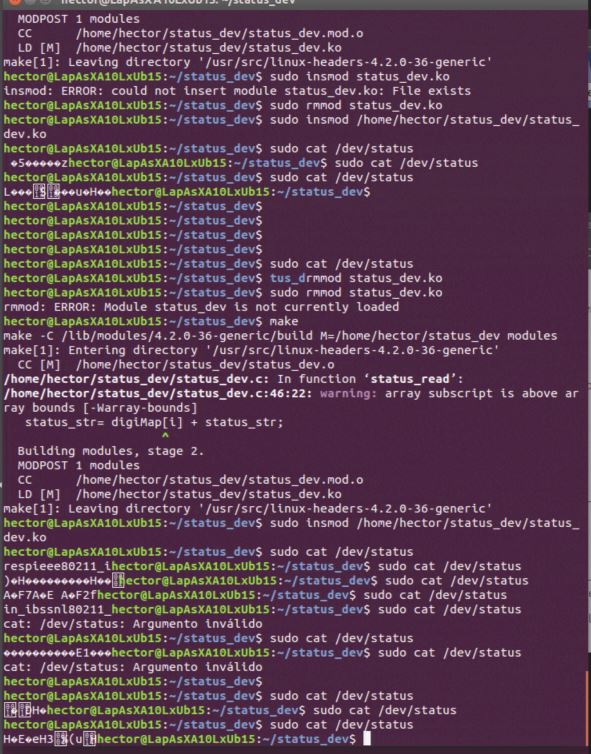 hector@LapAsXA10LxUb15: ~/status_dev
  MODPOST 1 modules
  CC      /home/hector/status_dev/status_dev.mod.o
  LD [M]  /home/hector/status_dev/status_dev.ko
make[1]: Leaving directory '/usr/src/linux-headers-4.2.0-36-generic'
hector@LapAsXA10LxUb15:~/status_dev$ sudo insmod status_dev.ko
insmod: ERROR: could not insert module status_dev.ko: File exists
hector@LapAsXA10LxUb15:~/status_dev$ sudo rmmod status_dev.ko
hector@LapAsXA10LxUb15:~/status_dev$ sudo insmod /home/hector/status_dev/status_
dev.ko
hector@LapAsXA10LxUb15:~/status_dev$ sudo cat /dev/status
�5�����zhector@LapAsXA10LxUb15:~/status_dev$ sudo cat /dev/status
hector@LapAsXA10LxUb15:~/status_dev$ sudo cat /dev/status
L������u�H��hector@LapAsXA10LxUb15:~/status_dev$
hector@LapAsXA10LxUb15:~/status_dev$
hector@LapAsXA10LxUb15:~/status_dev$
hector@LapAsXA10LxUb15:~/status_dev$
hector@LapAsXA10LxUb15:~/status_dev$
hector@LapAsXA10LxUb15:~/status_dev$ sudo cat /dev/status
hector@LapAsXA10LxUb15:~/status_dev$ tus_drmmod status_dev.ko
hector@LapAsXA10LxUb15:~/status_dev$ sudo rmmod status_dev.ko
rmmod: ERROR: Module status_dev is not currently loaded
hector@LapAsXA10LxUb15:~/status_dev$ make
make -C /lib/modules/4.2.0-36-generic/build M=/home/hector/status_dev modules
make[1]: Entering directory '/usr/src/linux-headers-4.2.0-36-generic'
  CC [M]  /home/hector/status_dev/status_dev.o
/home/hector/status_dev/status_dev.c: In function ‘status_read’:
/home/hector/status_dev/status_dev.c:46:22: warning: array subscript is above ar
ray bounds [-Warray-bounds]
   status_str= digiMap[i] + status_str;
                      ^
  Building modules, stage 2.
  MODPOST 1 modules
  CC      /home/hector/status_dev/status_dev.mod.o
  LD [M]  /home/hector/status_dev/status_dev.ko
make[1]: Leaving directory '/usr/src/linux-headers-4.2.0-36-generic'
hector@LapAsXA10LxUb15:~/status_dev$ sudo insmod /home/hector/status_dev/status_
dev.ko
hector@LapAsXA10LxUb15:~/status_dev$ sudo cat /dev/status
respieee80211_ihector@LapAsXA10LxUb15:~/status_dev$ sudo cat /dev/status
)�H���������H��hector@LapAsXA10LxUb15:~/status_dev$ sudo cat /dev/status
A�F7A�E A�F2fhector@LapAsXA10LxUb15:~/status_dev$ sudo cat /dev/status
in_ibssnl80211_hector@LapAsXA10LxUb15:~/status_dev$ sudo cat /dev/status
cat: /dev/status: Argumento inválido
hector@LapAsXA10LxUb15:~/status_dev$ sudo cat /dev/status
����������E1���hector@LapAsXA10LxUb15:~/status_dev$ sudo cat /dev/status
cat: /dev/status: Argumento inválido
hector@LapAsXA10LxUb15:~/status_dev$
hector@LapAsXA10LxUb15:~/status_dev$ sudo cat /dev/status
H�hector@LapAsXA10LxUb15:~/status_dev$ sudo cat /dev/status
hector@LapAsXA10LxUb15:~/status_dev$ sudo cat /dev/status
H�E�eH3(uhector@LapAsXA10LxUb15:~/status_dev$